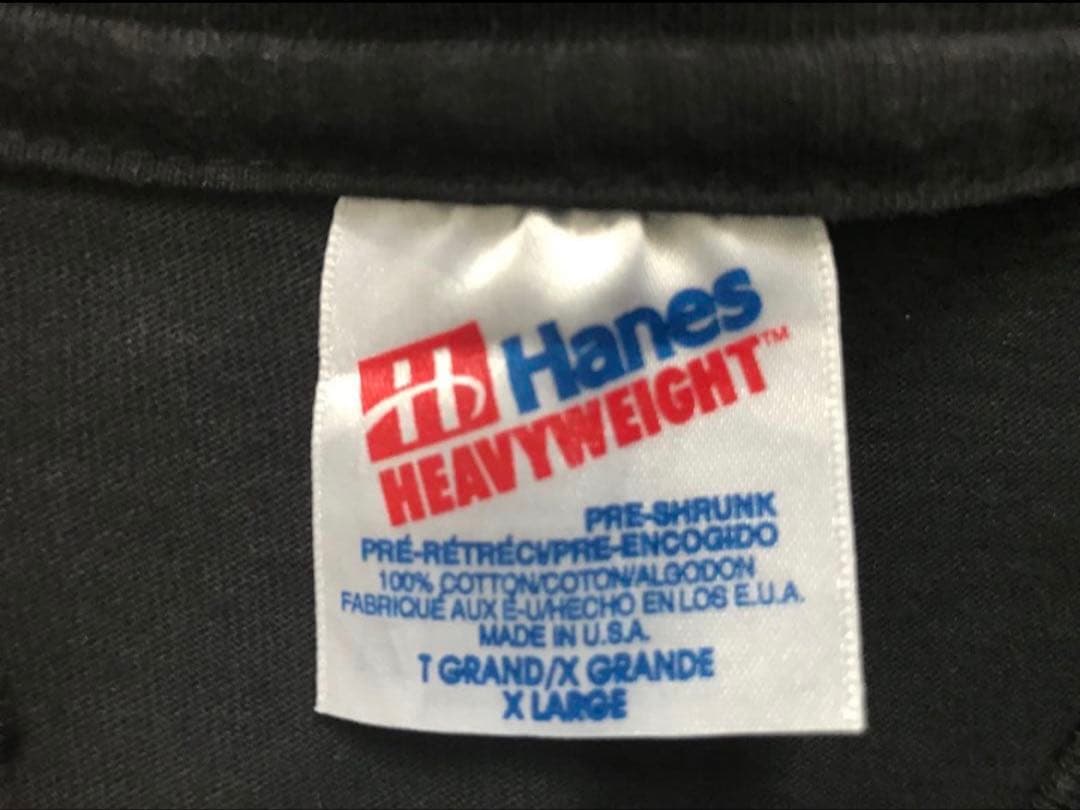 Hanes
HEAVYWEIGHT™
PRE-SHRUNK
PRÉ-RÉTRÉCI/PRE-ENCOGIDO
100% COTTON/COTON/ALGODON
FABRIQUÉ AUX É-U/HECHO EN LOS E.U.A.
MADE IN U.S.A.
T GRAND/X GRANDE
X LARGE